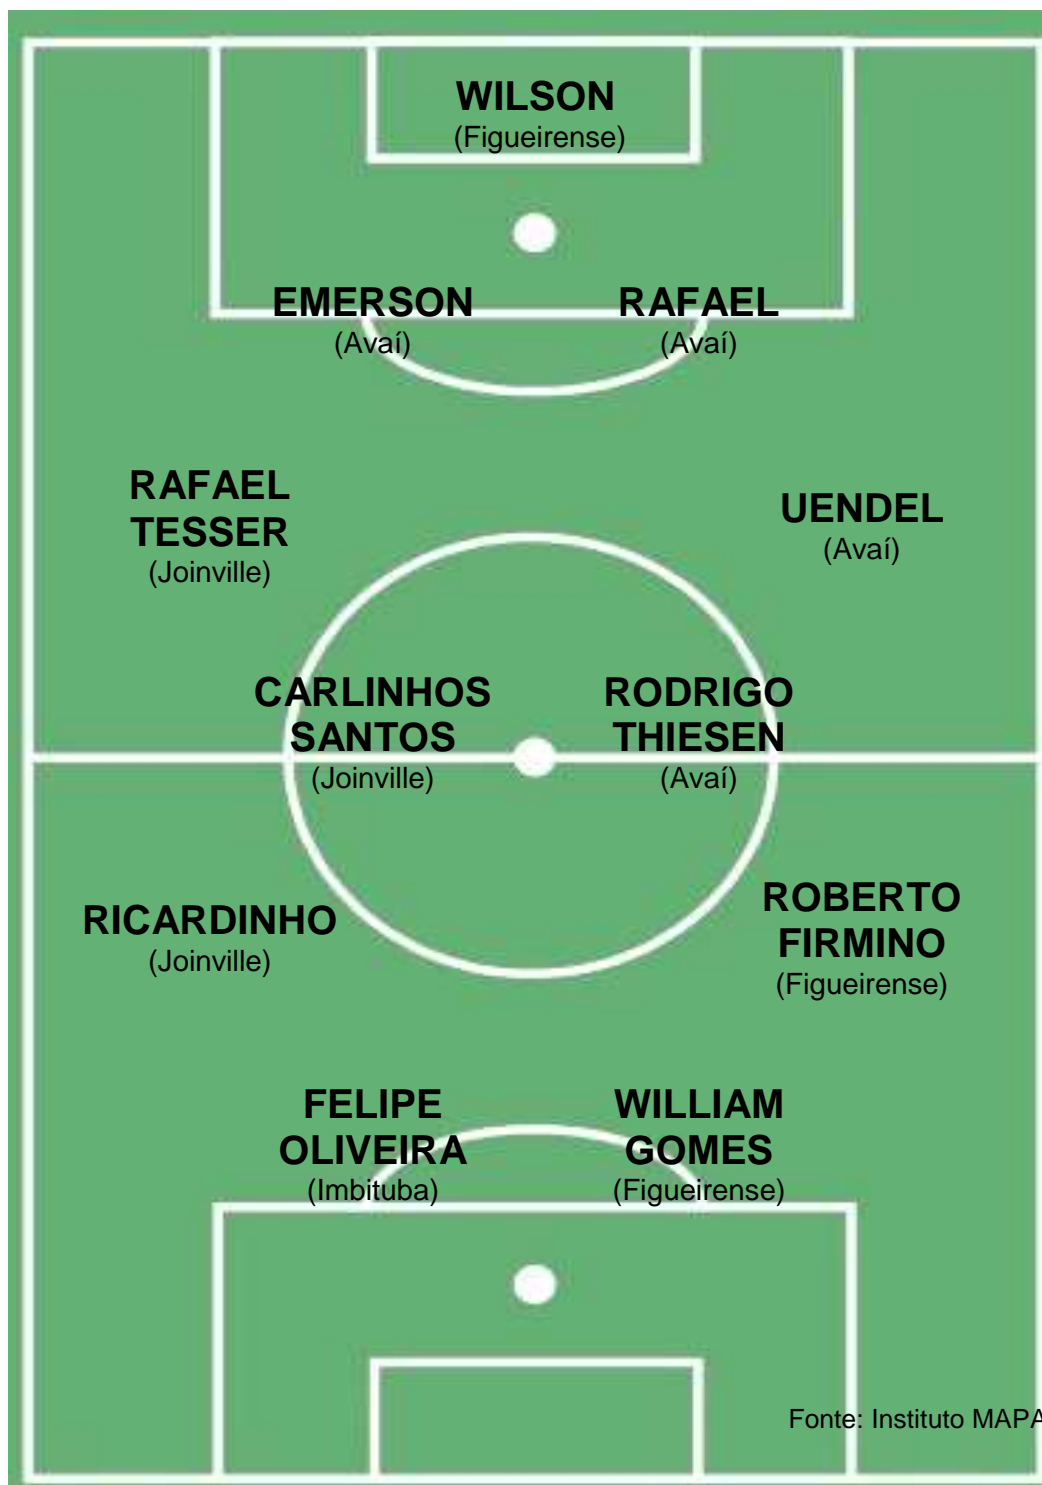 WILSON
(Figueirense)
EMERSON
(Avaí)
RAFAEL
(Avaí)
RAFAEL
TESSER
(Joinville)
UENDEL
(Avaí)
CARLINHOS
SANTOS
(Joinville)
RODRIGO
THIESEN
(Avaí)
RICARDINHO
(Joinville)
ROBERTO
FIRMINO
(Figueirense)
FELIPE
OLIVEIRA
(Imbituba)
WILLIAM
GOMES
(Figueirense)
Fonte: Instituto MAPA